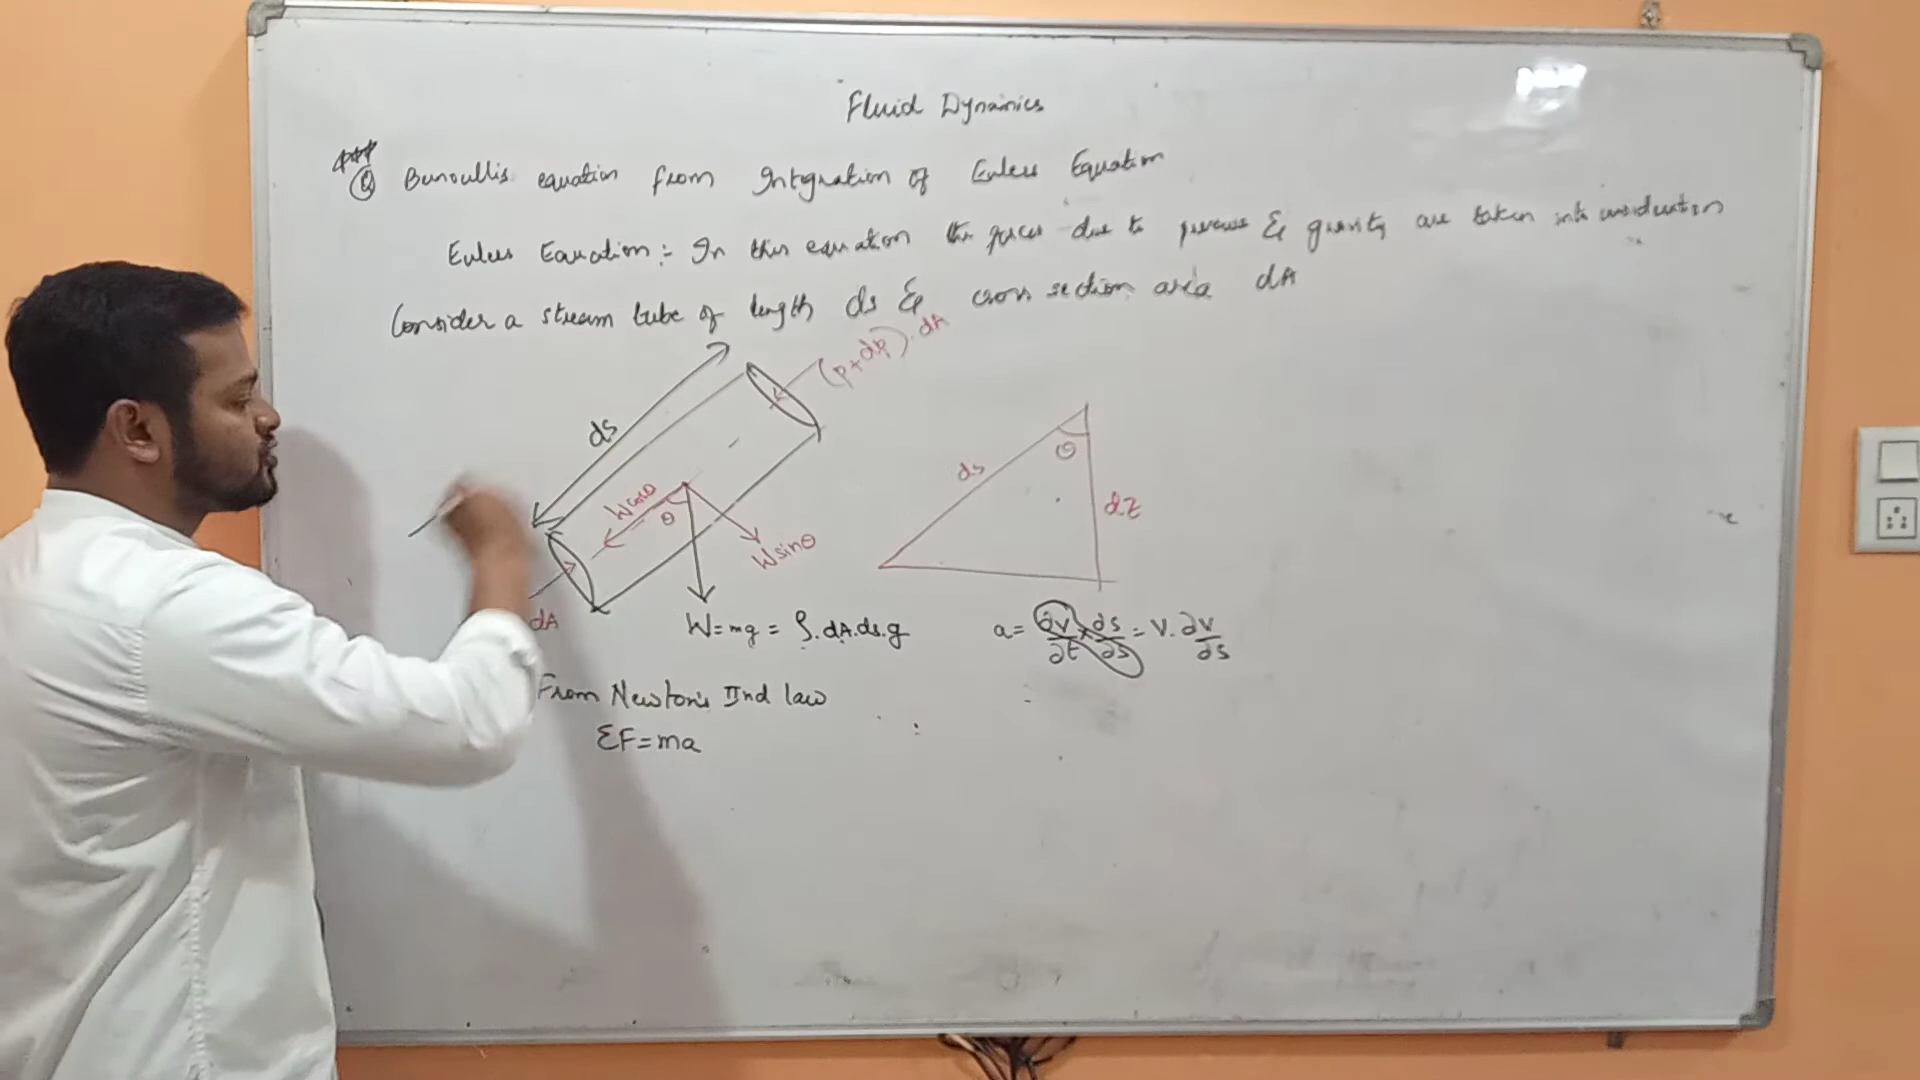 Fluid Dynamics
Q Bernoullis equation from Integration of Eulers Equation
Eulers Equation:- In this equation the forces due to pressure & gravity are taken into consideration
Consider a stream tube of length ds & cross section area dA
(p+dp).dA
ds
Wcosθ
θ
Wsinθ
dA
W=mg = ρ.dA.ds.g
ds
θ
dz
a= ∂v/∂t × ∂s/∂s = V. ∂v/∂s
From Newton's IInd law
ΣF=ma